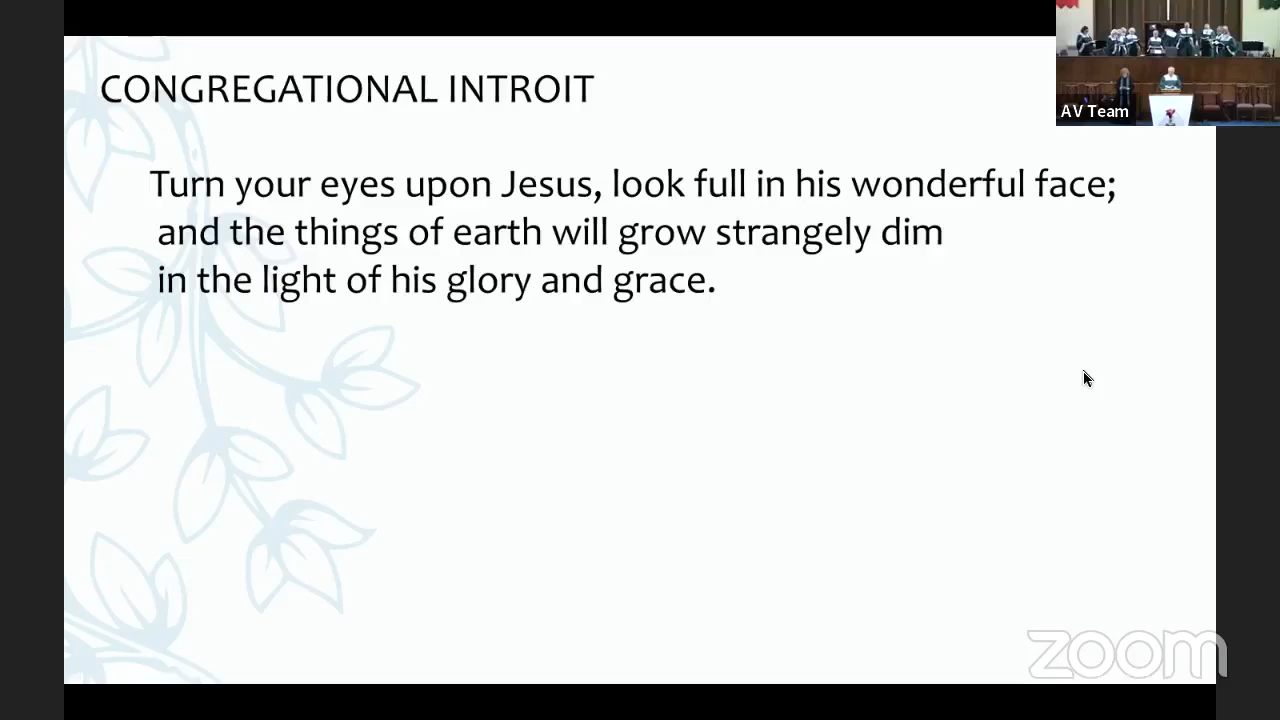 CONGREGATIONAL INTROIT
AV Team
Turn your eyes upon Jesus, look full in his wonderful face;
and the things of earth will grow strangely dim
in the light of his glory and grace.
zoom